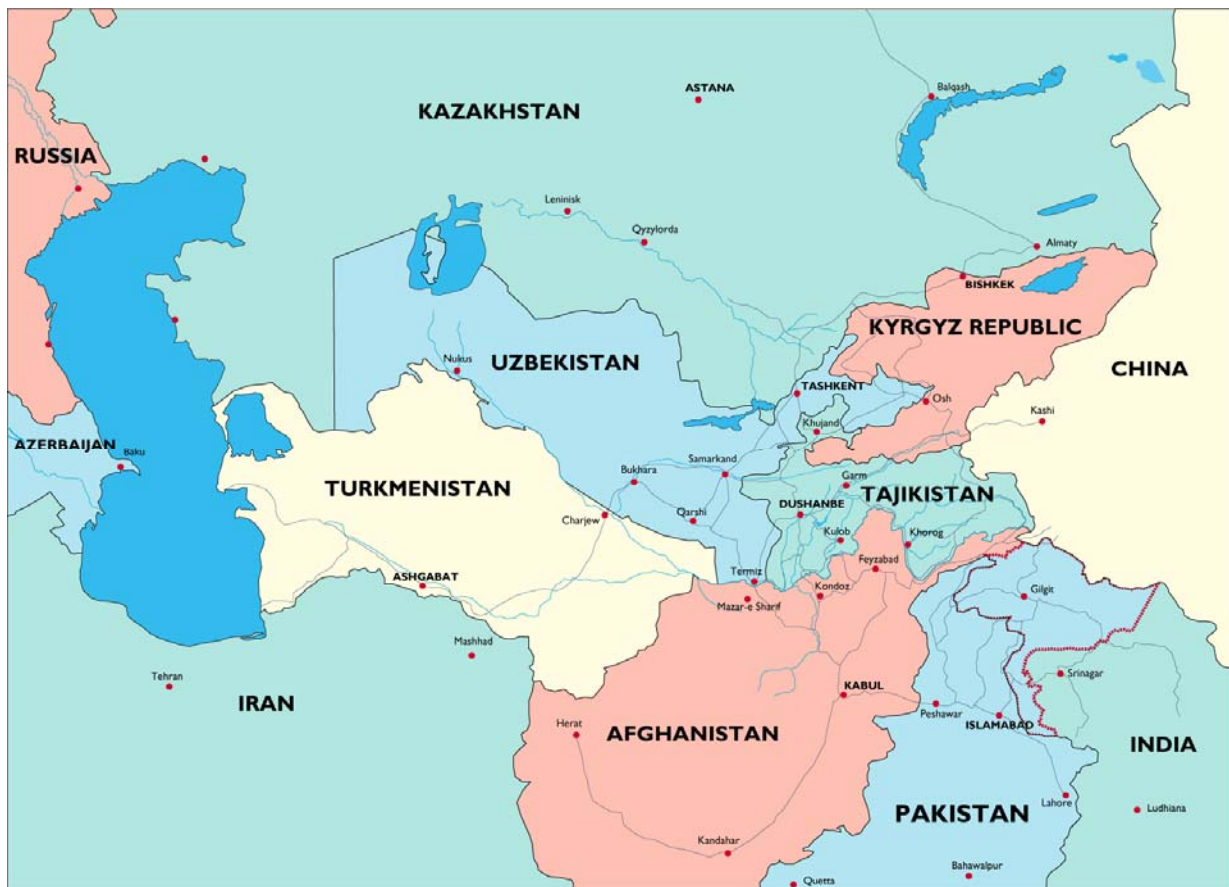 ASTANA
Balqash
KAZAKHSTAN
RUSSIA
Leninisk
Qyzylorda
Almaty
BISHKEK
KYRGYZ REPUBLIC
UZBEKISTAN
Nukus
CHINA
TASHKENT
Osh
Kashi
Khujand
AZERBAIJAN
Baku
Samarkand
Bukhara
Garm
TURKMENISTAN
TAJIKISTAN
DUSHANBE
Charjew
Qarshi
Kulob
Khorog
Feyzabad
ASHGABAT
Termiz
Kondoz
Gilgit
Mazar-e Sharif
Mashhad
Tehran
Srinagar
KABUL
IRAN
Peshawar
ISLAMABAD
Herat
AFGHANISTAN
INDIA
Lahore
PAKISTAN
Ludhiana
Kandahar
Bahawalpur
Quetta